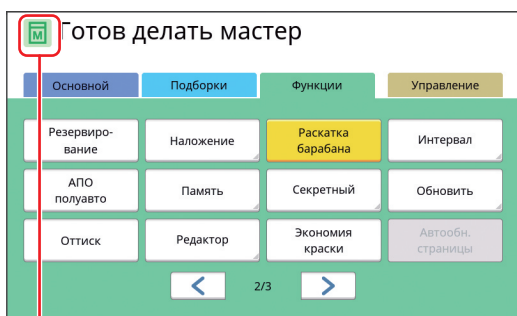 M Готов делать мастер
Основной Подборки Функции Управление
Резервиро-
вание
Наложение
Раскатка
барабана
Интервал
АПО
полуавто
Память
Секретный
Обновить
Оттиск
Редактор
Экономия
краски
Автообн.
страницы
2/3